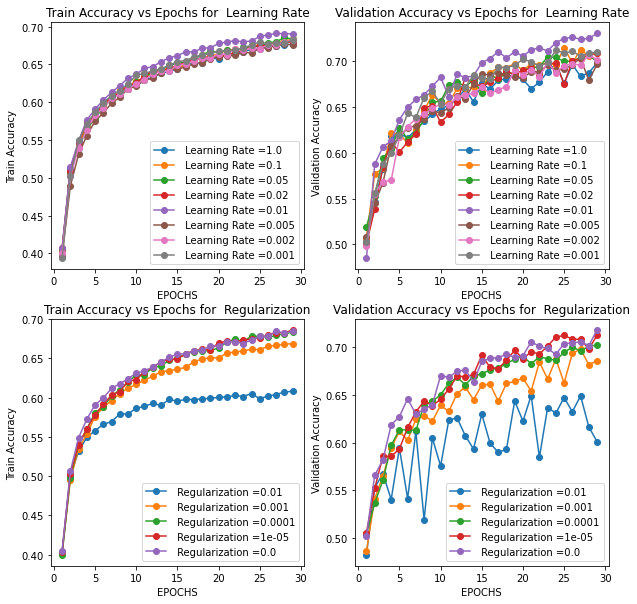 Train Accuracy vs Epochs for  Learning Rate
Train Accuracy
0.70
0.65
0.60
0.55
0.50
0.45
0.40
Learning Rate =1.0
Learning Rate =0.1
Learning Rate =0.05
Learning Rate =0.02
Learning Rate =0.01
Learning Rate =0.005
Learning Rate =0.002
Learning Rate =0.001
0 5 10 15 20 25 30
EPOCHS
Validation Accuracy vs Epochs for  Learning Rate
Validation Accuracy
0.70
0.65
0.60
0.55
0.50
Learning Rate =1.0
Learning Rate =0.1
Learning Rate =0.05
Learning Rate =0.02
Learning Rate =0.01
Learning Rate =0.005
Learning Rate =0.002
Learning Rate =0.001
0 5 10 15 20 25 30
EPOCHS
Train Accuracy vs Epochs for  Regularization
Train Accuracy
0.70
0.65
0.60
0.55
0.50
0.45
0.40
Regularization =0.01
Regularization =0.001
Regularization =0.0001
Regularization =1e-05
Regularization =0.0
0 5 10 15 20 25 30
EPOCHS
Validation Accuracy vs Epochs for  Regularization
Validation Accuracy
0.70
0.65
0.60
0.55
0.50
Regularization =0.01
Regularization =0.001
Regularization =0.0001
Regularization =1e-05
Regularization =0.0
0 5 10 15 20 25 30
EPOCHS